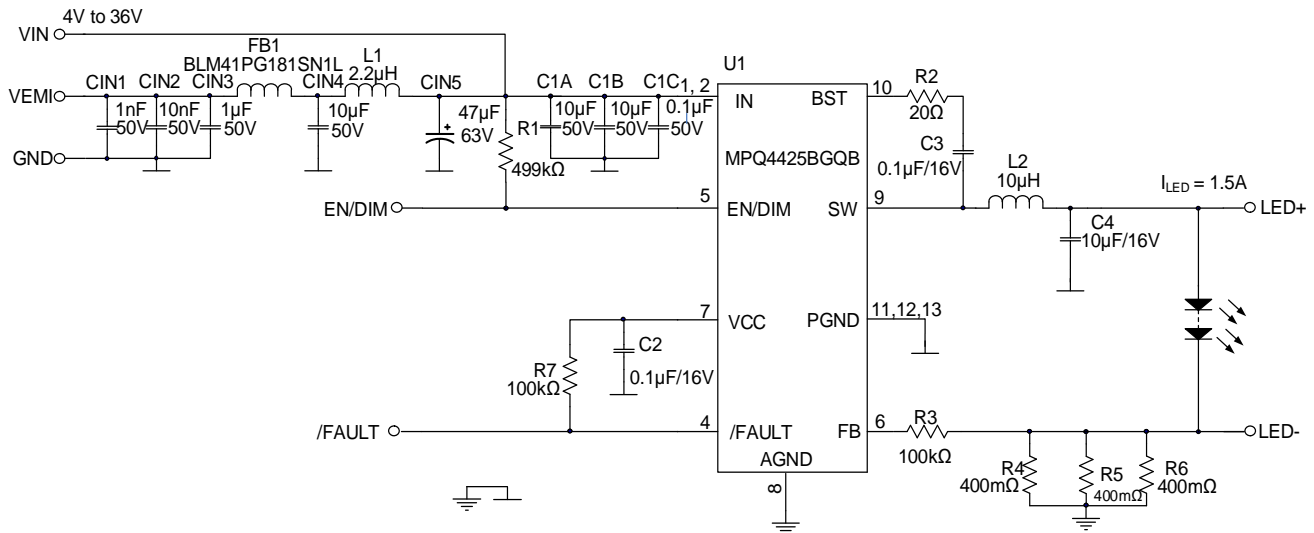 4V to 36V
VIN
FB1
BLM41PG181SN1L
L1
2.2µH
U1
VEMI
CIN1
CIN2
CIN3
CIN4
CIN5
C1A
C1B
C1C
1, 2
IN
BST
10
R2
20Ω
1nF
50V
10nF
50V
1µF
50V
10µF
50V
47µF
63V
R1
499kΩ
10µF
50V
10µF
50V
0.1µF
50V
GND
MPQ4425BGQB
C3
0.1µF/16V
L2
10µH
ILED = 1.5A
EN/DIM
5
EN/DIM
SW
9
LED+
C4
10µF/16V
7
VCC
PGND
11,12,13
C2
0.1µF/16V
R7
100kΩ
/FAULT
4
/FAULT
FB
6
R3
100kΩ
LED-
AGND
8
R4
400mΩ
R5
400mΩ
R6
400mΩ